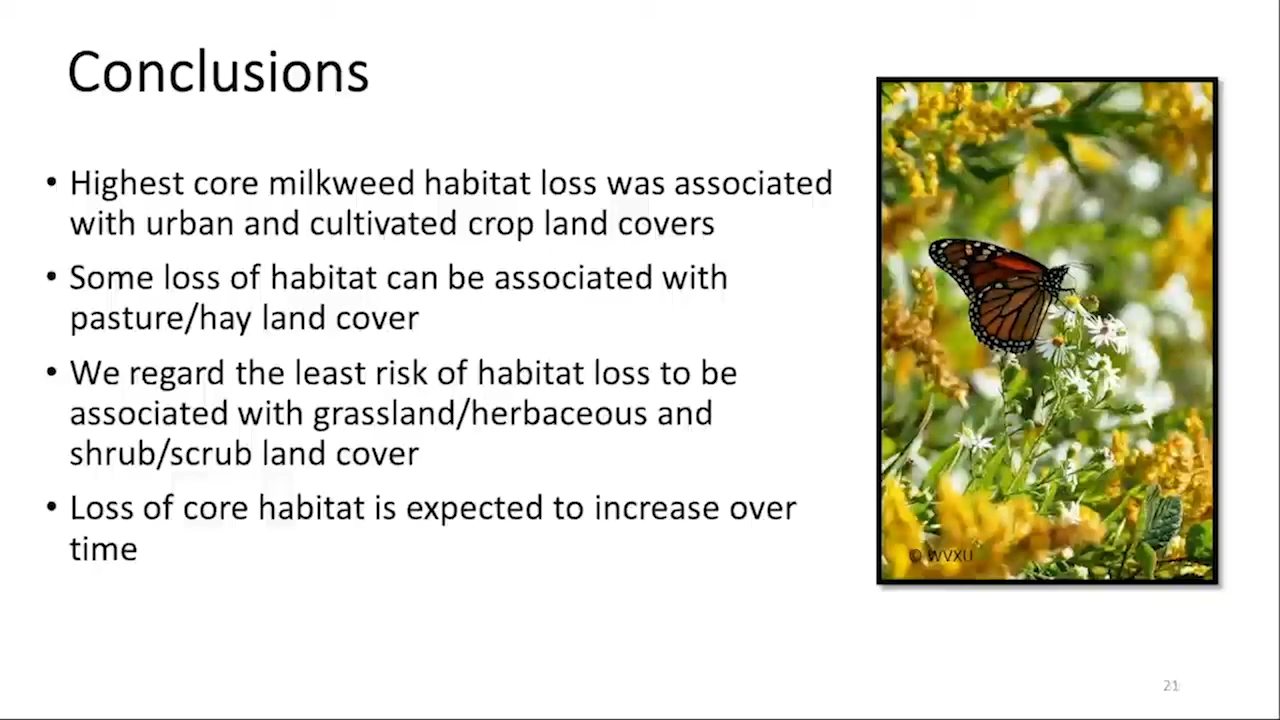 Conclusions
• Highest core milkweed habitat loss was associated
with urban and cultivated crop land covers
• Some loss of habitat can be associated with
pasture/hay land cover
• We regard the least risk of habitat loss to be
associated with grassland/herbaceous and
shrub/scrub land cover
• Loss of core habitat is expected to increase over
time
© WVXU
21